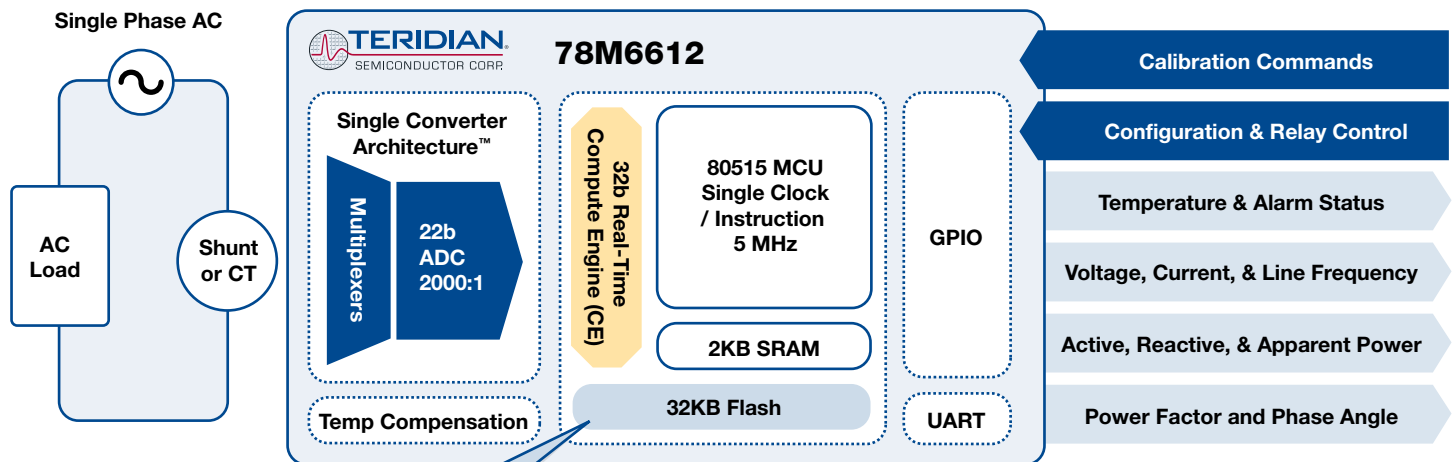 Single Phase AC
AC
Load
Shunt
or CT
TERIDIAN®
SEMICONDUCTOR CORP.
78M6612
Single Converter
Architecture™
Multiplexers
22b
ADC
2000:1
Temp Compensation
32b Real-Time
Compute Engine (CE)
80515 MCU
Single Clock
/ Instruction
5 MHz
2KB SRAM
32KB Flash
GPIO
UART
Calibration Commands
Configuration & Relay Control
Temperature & Alarm Status
Voltage, Current, & Line Frequency
Active, Reactive, & Apparent Power
Power Factor and Phase Angle